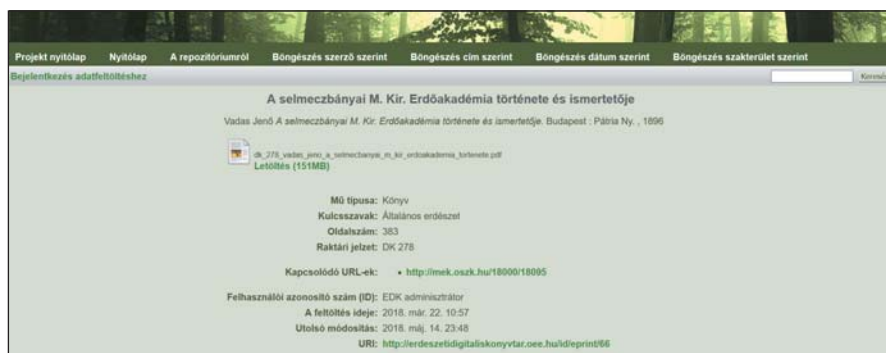 Projekt nyitólap Nyitólap A repozitóriumról Böngészés szerző szerint Böngészés cím szerint Böngészés dátum szerint Böngészés szakterület szerint
Bejelentkezés adatfeltöltéshez Keresés
A selmeczbányai M. Kir. Erdőakadémia története és ismertetője
Vadas Jenő A selmeczbányai M. Kir. Erdőakadémia története és ismertetője. Budapest : Pátria Ny. , 1896
dk_278_vadas_jeno_a_selmecbanyai_m_kir_erdoakademia_tortenete.pdf
Letöltés (151MB)
Mű típusa: Könyv
Kulcsszavak: Általános erdészet
Oldalszám: 383
Raktári jelzet: DK 278
Kapcsolódó URL-ek: • http://mek.oszk.hu/18000/18095
Felhasználói azonosító szám (ID): EDK adminisztrátor
A feltöltés ideje: 2018. már. 22. 10:57
Utolsó módosítás: 2018. máj. 14. 23:48
URI: http://erdeszetidigitaliskonyvtar.oee.hu/id/eprint/66